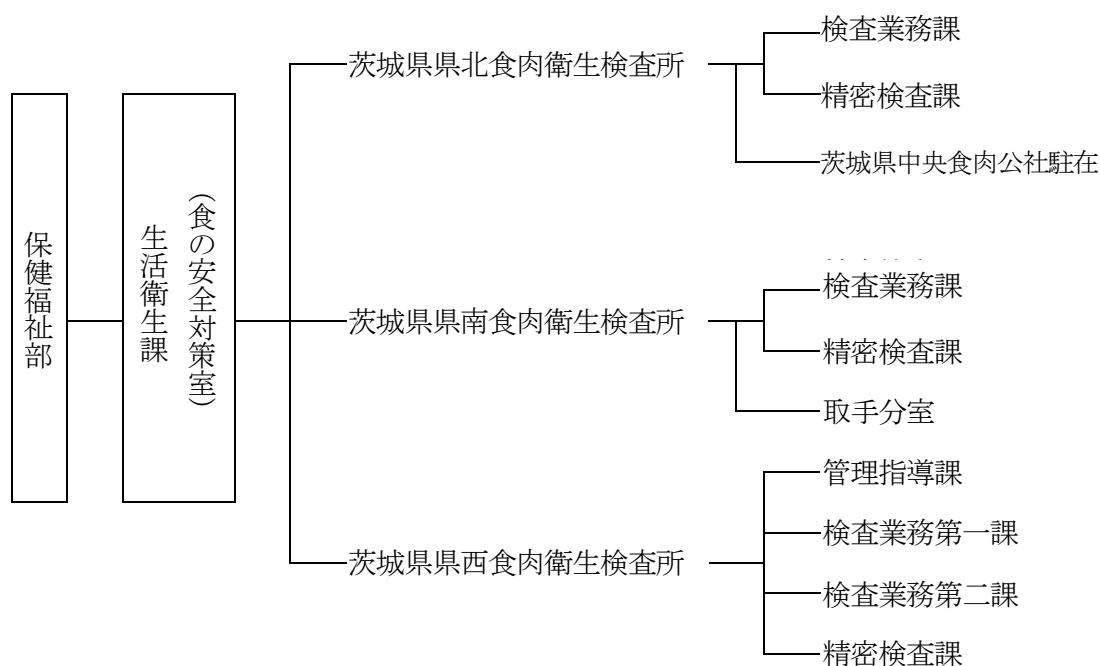 保健福祉部
生活衛生課
（食の安全対策室）
茨城県県北食肉衛生検査所
検査業務課
精密検査課
茨城県中央食肉公社駐在
茨城県県南食肉衛生検査所
検査業務課
精密検査課
取手分室
茨城県県西食肉衛生検査所
管理指導課
検査業務第一課
検査業務第二課
精密検査課